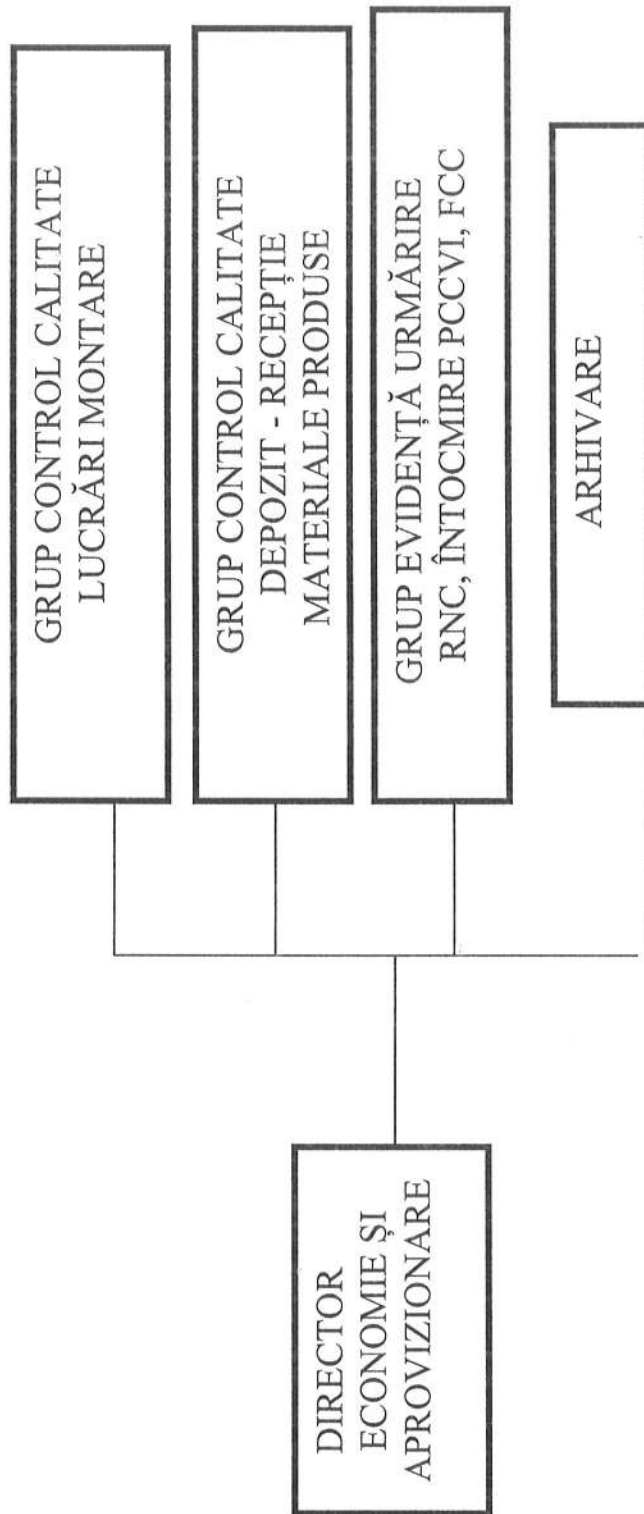 DIRECTOR
ECONOMIE ȘI
APROVIZIONARE
GRUP CONTROL CALITATE
LUCRĂRI MONTARE
GRUP CONTROL CALITATE
DEPOZIT - RECEPȚIE
MATERIALE PRODUSE
GRUP EVIDENȚĂ URMĂRIRE
RNC, ÎNTOCMIRE PCCVI, FCC
ARHIVARE